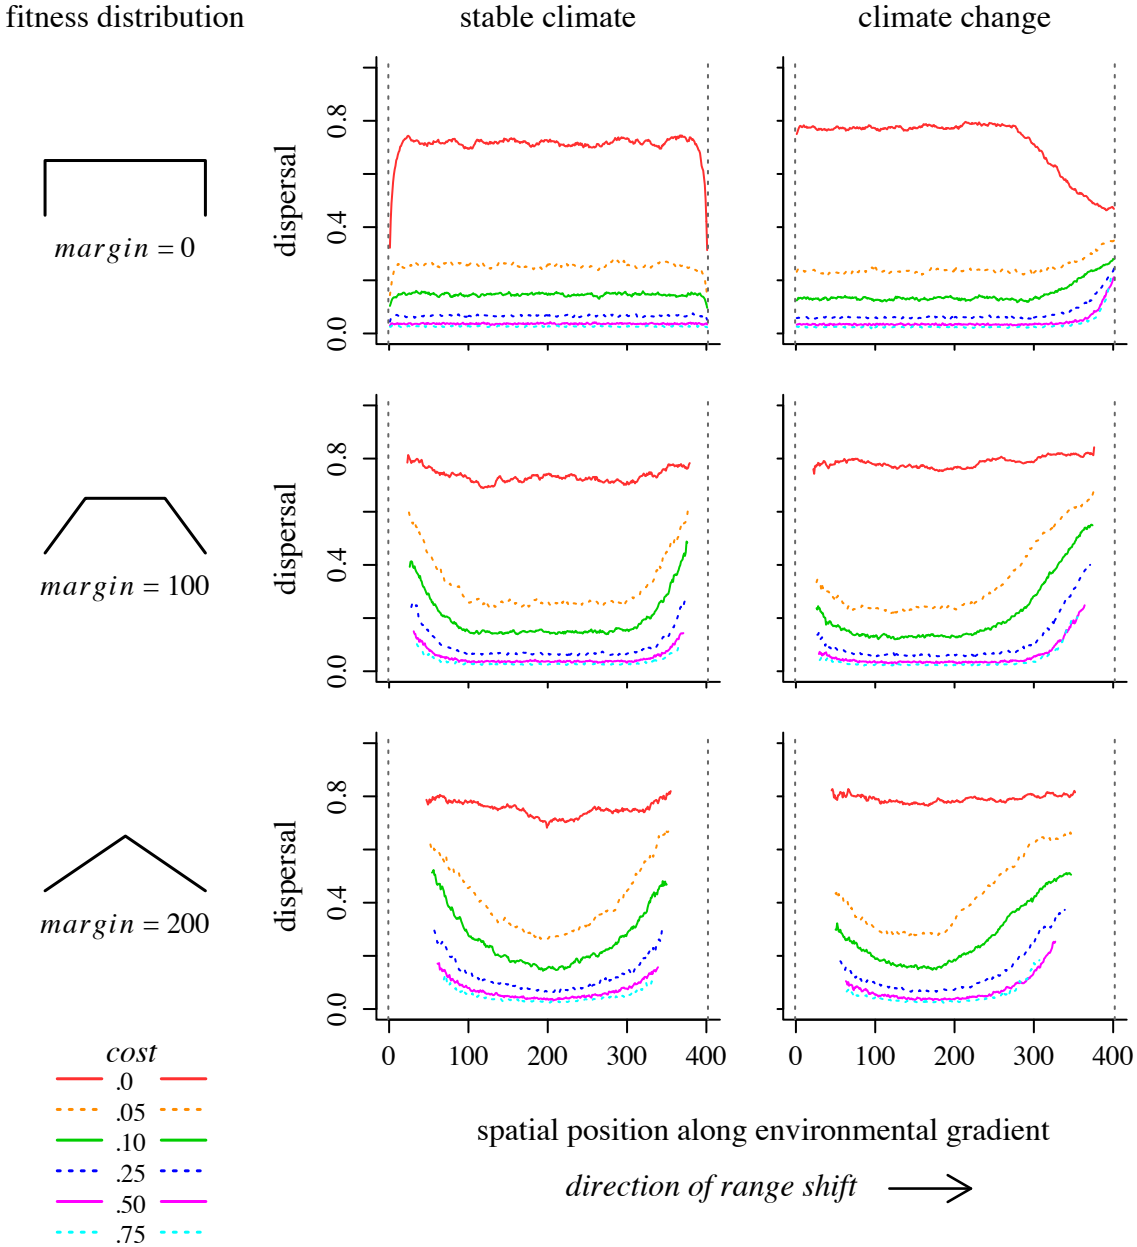 fitness distribution stable climate climate change
0.0 0.4 0.8
dispersal
margin = 0
0.0 0.4 0.8
dispersal
margin = 100
0.0 0.4 0.8
dispersal
margin = 200
0 100 200 300 400 0 100 200 300 400
cost
.0
.05
.10
.25
.50
.75
spatial position along environmental gradient
direction of range shift